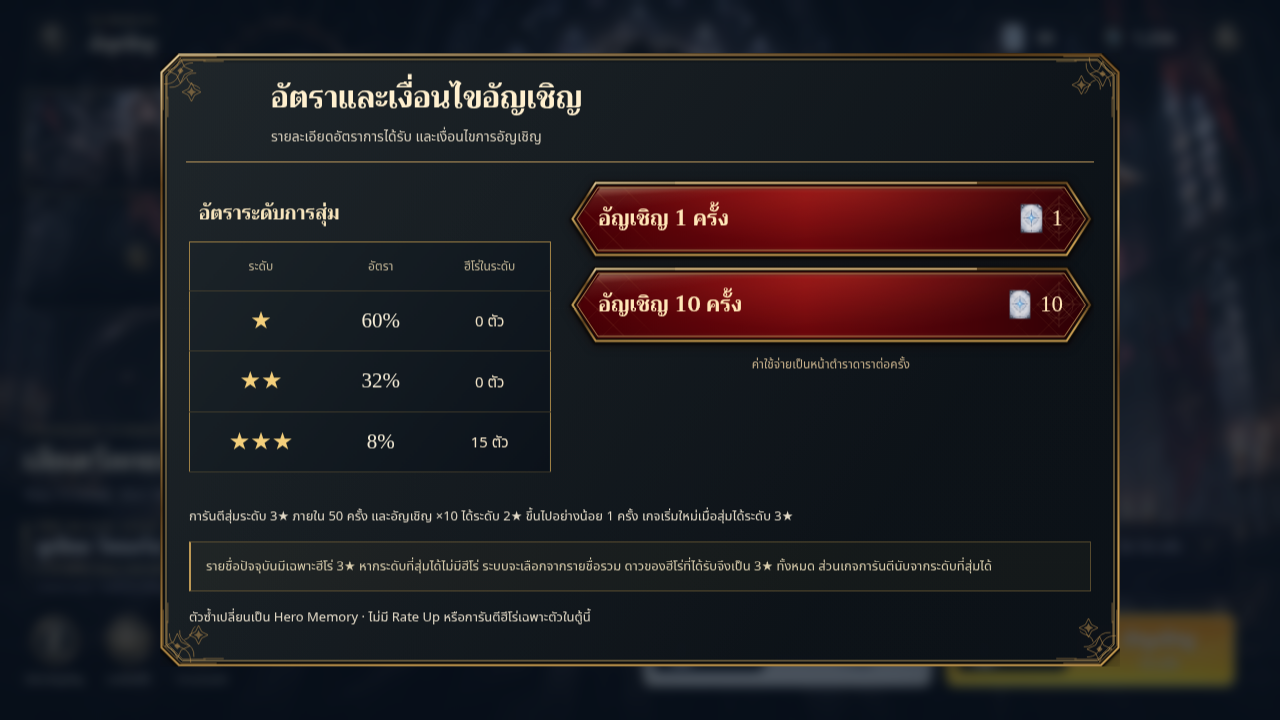 อัตราและเงื่อนไขอัญเชิญ
รายละเอียดอัตราการได้รับ และเงื่อนไขการอัญเชิญ
อัตราระดับการสุ่ม
ระดับ อัตรา ฮีโร่ในระดับ
★ 60% 0 ตัว
★★ 32% 0 ตัว
★★★ 8% 15 ตัว
อัญเชิญ 1 ครั้ง 1
อัญเชิญ 10 ครั้ง 10
ค่าใช้จ่ายเป็นหน้าตำราดาราต่อครั้ง
การันตีสุ่มระดับ 3★ ภายใน 50 ครั้ง และอัญเชิญ ×10 ได้ระดับ 2★ ขึ้นไปอย่างน้อย 1 ครั้ง เกจเริ่มใหม่เมื่อสุ่มได้ระดับ 3★
รายชื่อปัจจุบันมีเฉพาะฮีโร่ 3★ หากระดับที่สุ่มได้ไม่มีฮีโร่ ระบบจะเลือกจากรายชื่อรวม ดาวของฮีโร่ที่ได้รับจึงเป็น 3★ ทั้งหมด ส่วนเกจการันตีนับจากระดับที่สุ่มได้
ตัวซ้ำเปลี่ยนเป็น Hero Memory · ไม่มี Rate Up หรือการันตีฮีโร่เฉพาะตัวในตู้นี้